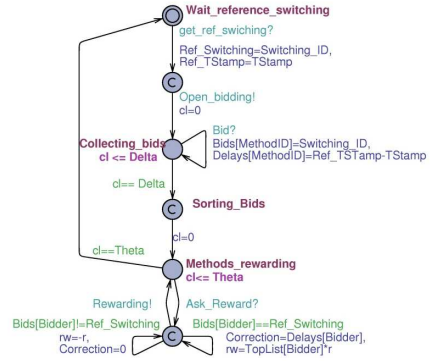 Wait_reference_switching
get_ref_swiching?
Ref_Switching=Switching_ID,
Ref_TStamp=TStamp
C
Open_bidding!
cl=0
Collecting_bids
cl <= Delta
Bid?
Bids[MethodID]=Switching_ID,
Delays[MethodID]=Ref_TSTamp-TStamp
cl== Delta
C
Sorting_Bids
cl=0
cl==Theta
Methods_rewarding
cl<= Theta
Rewarding!
Ask_Reward?
Bids[Bidder]!=Ref_Switching
Bids[Bidder]==Ref_Switching
rw=-r,
Correction=0
C
Correction=Delays[Bidder],
rw=TopList[Bidder]*r